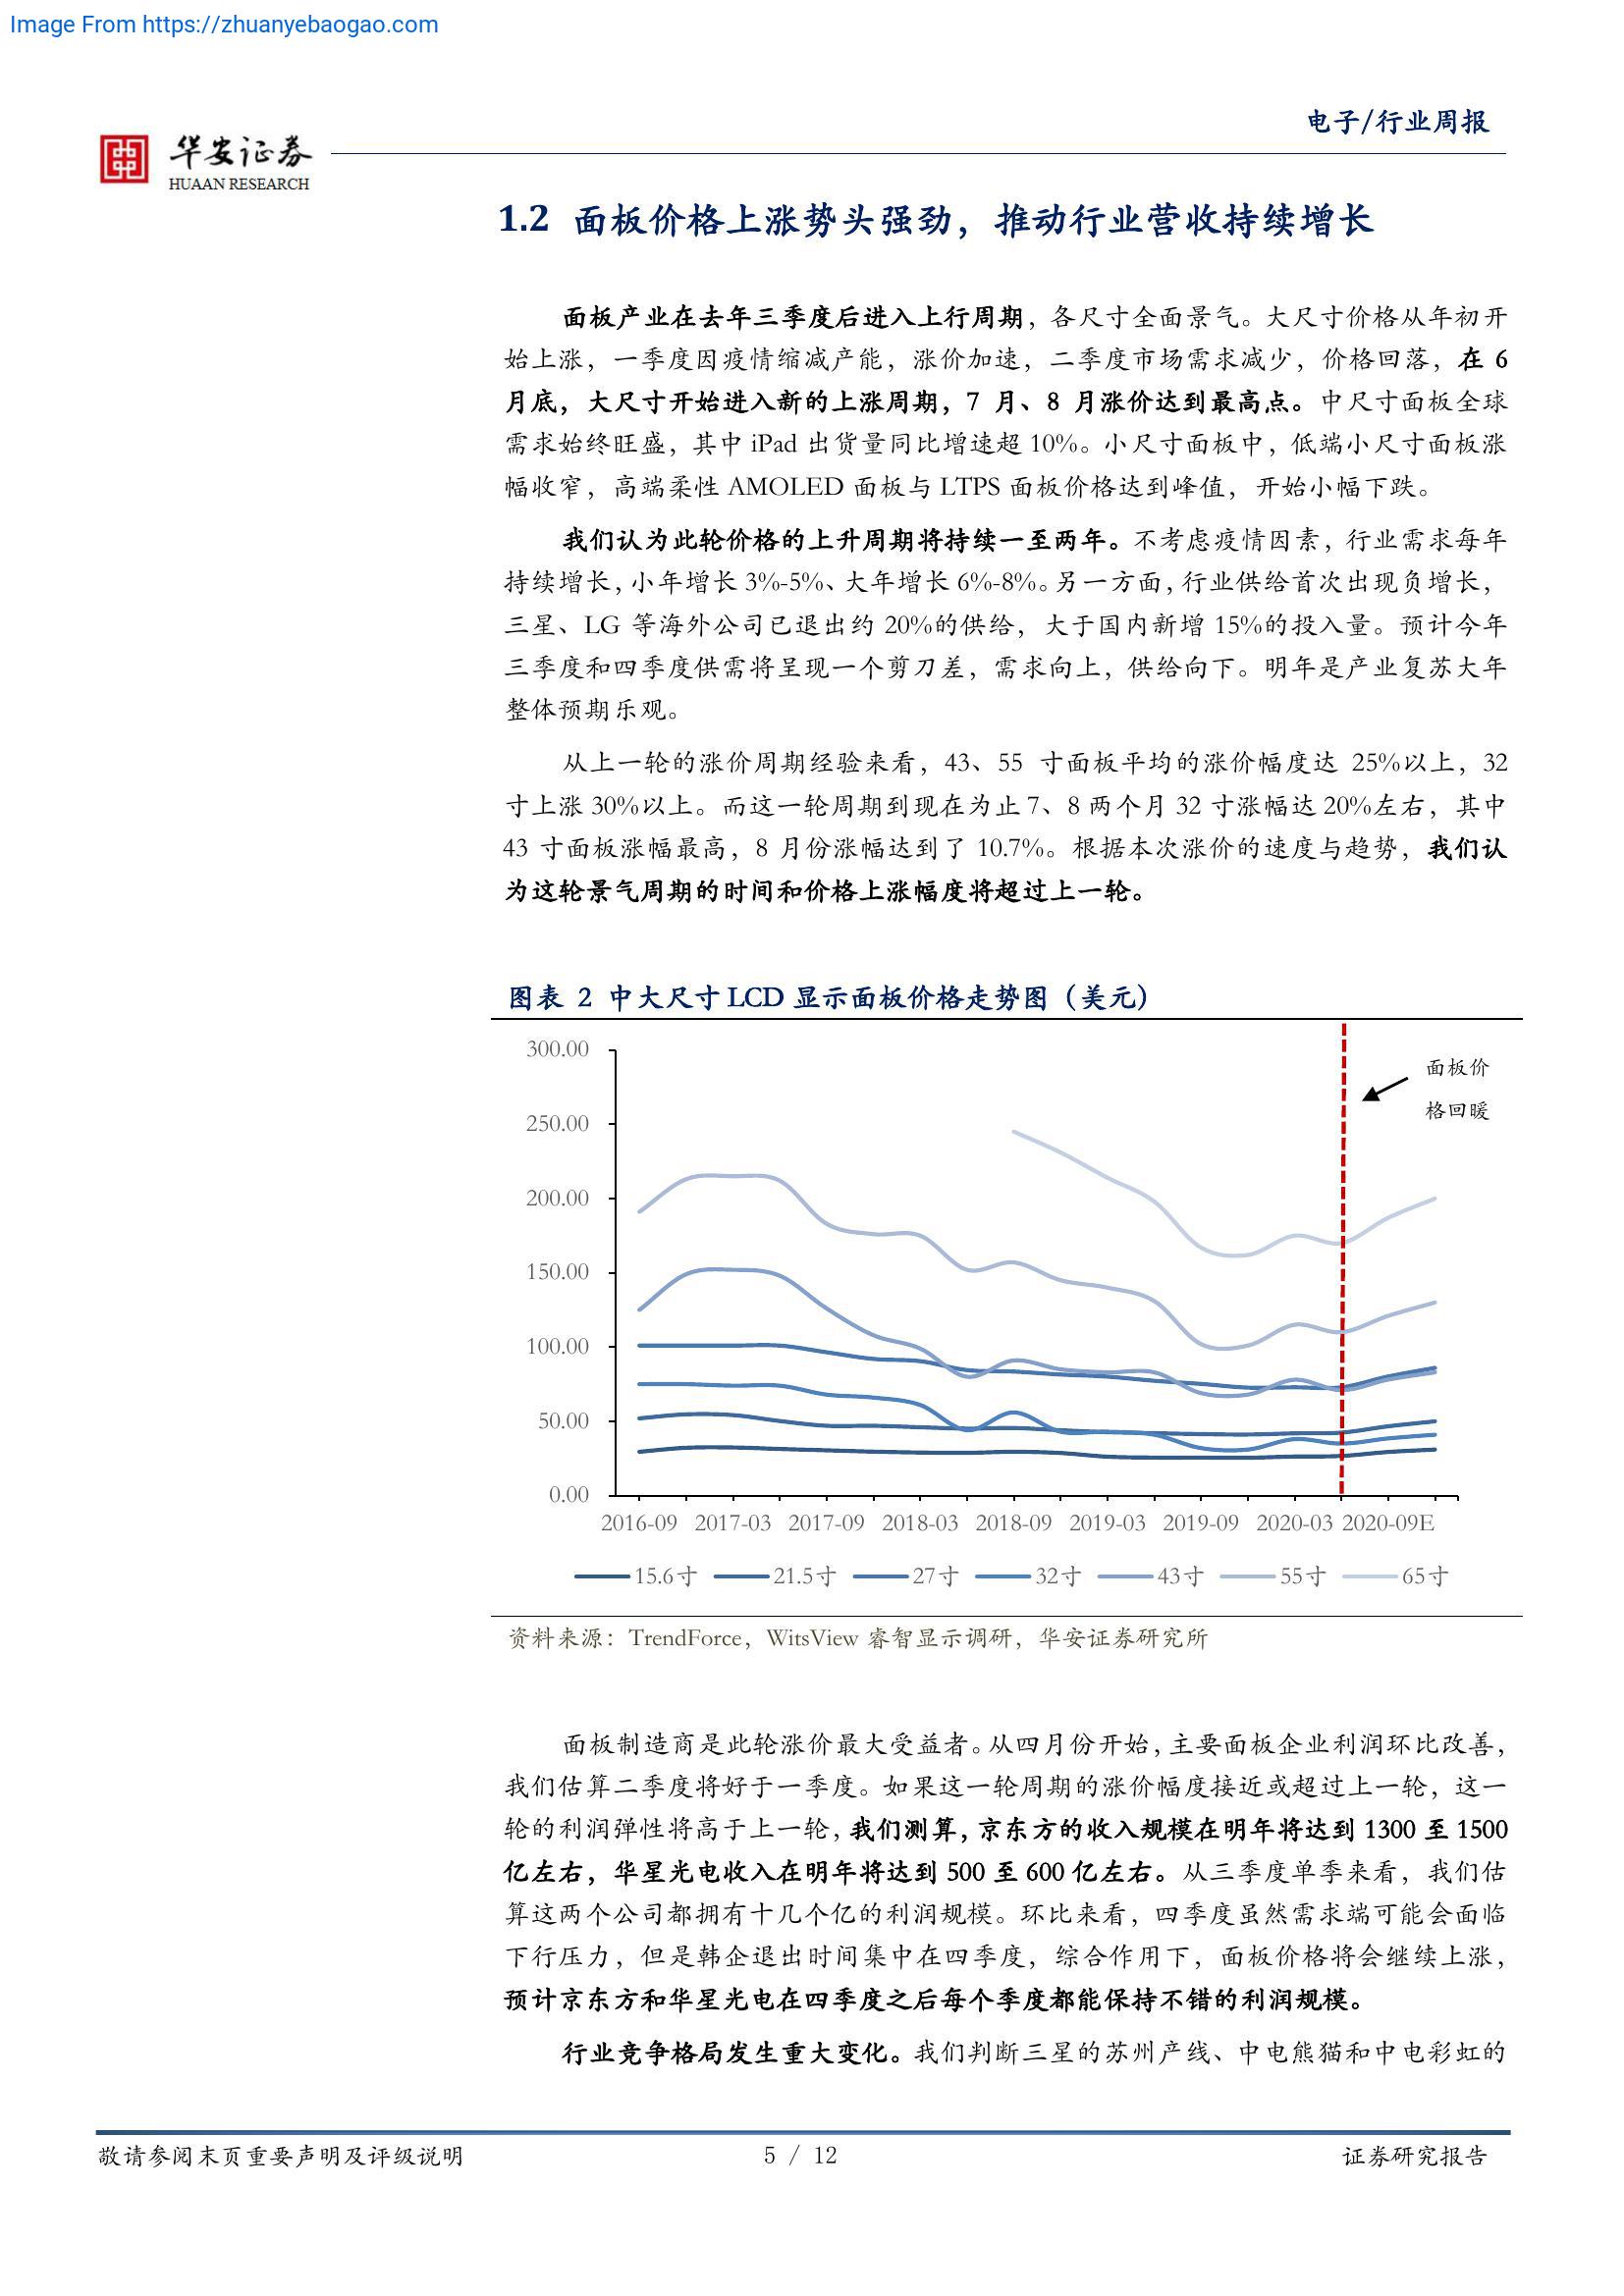 Image From https://zhuanyebaogao.com
电子/行业周报
华安证券
HUAAN RESEARCH
1.2 面板价格上涨势头强劲，推动行业营收持续增长
面板产业在去年三季度后进入上行周期，各尺寸全面景气。大尺寸价格从年初开
始上涨，一季度因疫情缩减产能，涨价加速，二季度市场需求减少，价格回落，在 6
月底，大尺寸开始进入新的上涨周期，7 月、8 月涨价达到最高点。中尺寸面板全球
需求始终旺盛，其中 iPad 出货量同比增速超 10%。小尺寸面板中，低端小尺寸面板涨
幅收窄，高端柔性 AMOLED 面板与 LTPS 面板价格达到峰值，开始小幅下跌。
我们认为此轮价格的上升周期将持续一至两年。不考虑疫情因素，行业需求每年
持续增长，小年增长 3%-5%、大年增长 6%-8%。另一方面，行业供给首次出现负增长，
三星、LG 等海外公司已退出约 20%的供给，大于国内新增 15%的投入量。预计今年
三季度和四季度供需将呈现一个剪刀差，需求向上，供给向下。明年是产业复苏大年
整体预期乐观。
从上一轮的涨价周期经验来看，43、55 寸面板平均的涨价幅度达 25%以上，32
寸上涨 30%以上。而这一轮周期到现在为止 7、8 两个月 32 寸涨幅达 20%左右，其中
43 寸面板涨幅最高，8 月份涨幅达到了 10.7%。根据本次涨价的速度与趋势，我们认
为这轮景气周期的时间和价格上涨幅度将超过上一轮。
图表 2 中大尺寸 LCD 显示面板价格走势图（美元）
300.00
250.00
200.00
150.00
100.00
50.00
0.00
面板价
格回暖
2016-09 2017-03 2017-09 2018-03 2018-09 2019-03 2019-09 2020-03 2020-09E
15.6寸 21.5寸 27寸 32寸 43寸 55寸 65寸
资料来源：TrendForce，WitsView 睿智显示调研，华安证券研究所
面板制造商是此轮涨价最大受益者。从四月份开始，主要面板企业利润环比改善，
我们估算二季度将好于一季度。如果这一轮周期的涨价幅度接近或超过上一轮，这一
轮的利润弹性将高于上一轮，我们测算，京东方的收入规模在明年将达到 1300 至 1500
亿左右，华星光电收入在明年将达到 500 至 600 亿左右。从三季度单季来看，我们估
算这两个公司都拥有十几个亿的利润规模。环比来看，四季度虽然需求端可能会面临
下行压力，但是韩企退出时间集中在四季度，综合作用下，面板价格将会继续上涨，
预计京东方和华星光电在四季度之后每个季度都能保持不错的利润规模。
行业竞争格局发生重大变化。我们判断三星的苏州产线、中电熊猫和中电彩虹的
敬请参阅末页重要声明及评级说明
5 / 12
证券研究报告